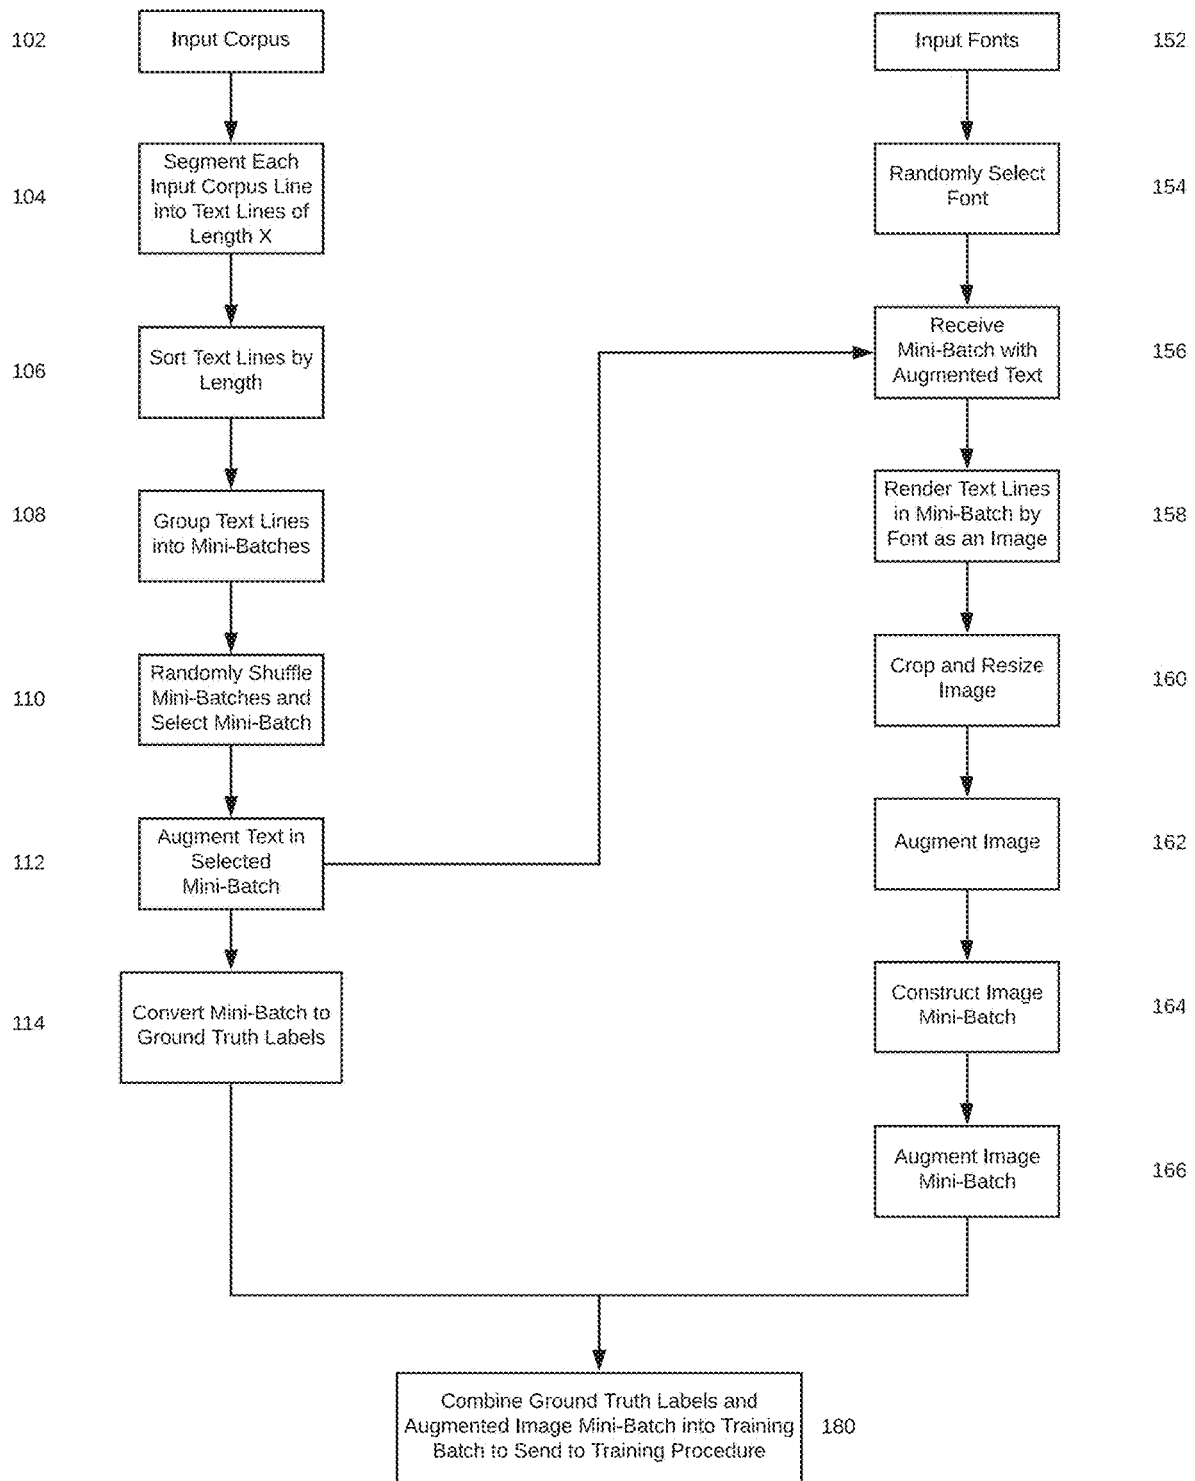 102
Input Corpus
104
Segment Each
Input Corpus Line
into Text Lines of
Length X
106
Sort Text Lines by
Length
108
Group Text Lines
into Mini-Batches
110
Randomly Shuffle
Mini-Batches and
Select Mini-Batch
112
Augment Text in
Selected
Mini-Batch
114
Convert Mini-Batch to
Ground Truth Labels
Input Fonts
152
Randomly Select
Font
154
Receive
Mini-Batch with
Augmented Text
156
Render Text Lines
in Mini-Batch by
Font as an Image
158
Crop and Resize
Image
160
Augment Image
162
Construct Image
Mini-Batch
164
Augment Image
Mini-Batch
166
Combine Ground Truth Labels and
Augmented Image Mini-Batch into Training
Batch to Send to Training Procedure
180